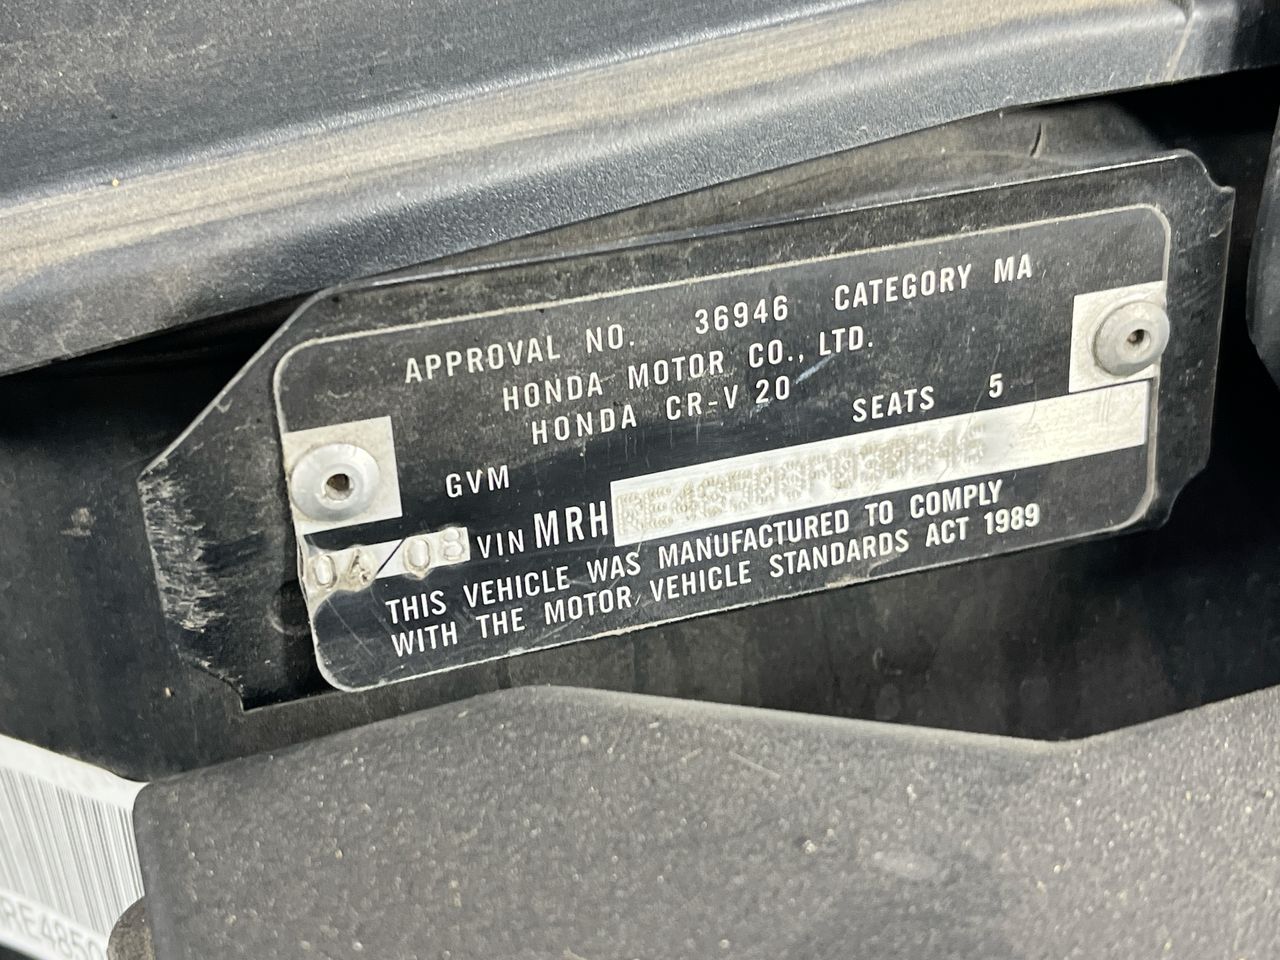 APPROVAL NO. 36946 CATEGORY MA
HONDA MOTOR CO., LTD.
HONDA CR-V 20
SEATS 5
GVM
04/08 VIN MRH
THIS VEHICLE WAS MANUFACTURED TO COMPLY
WITH THE MOTOR VEHICLE STANDARDS ACT 1989
RE4850